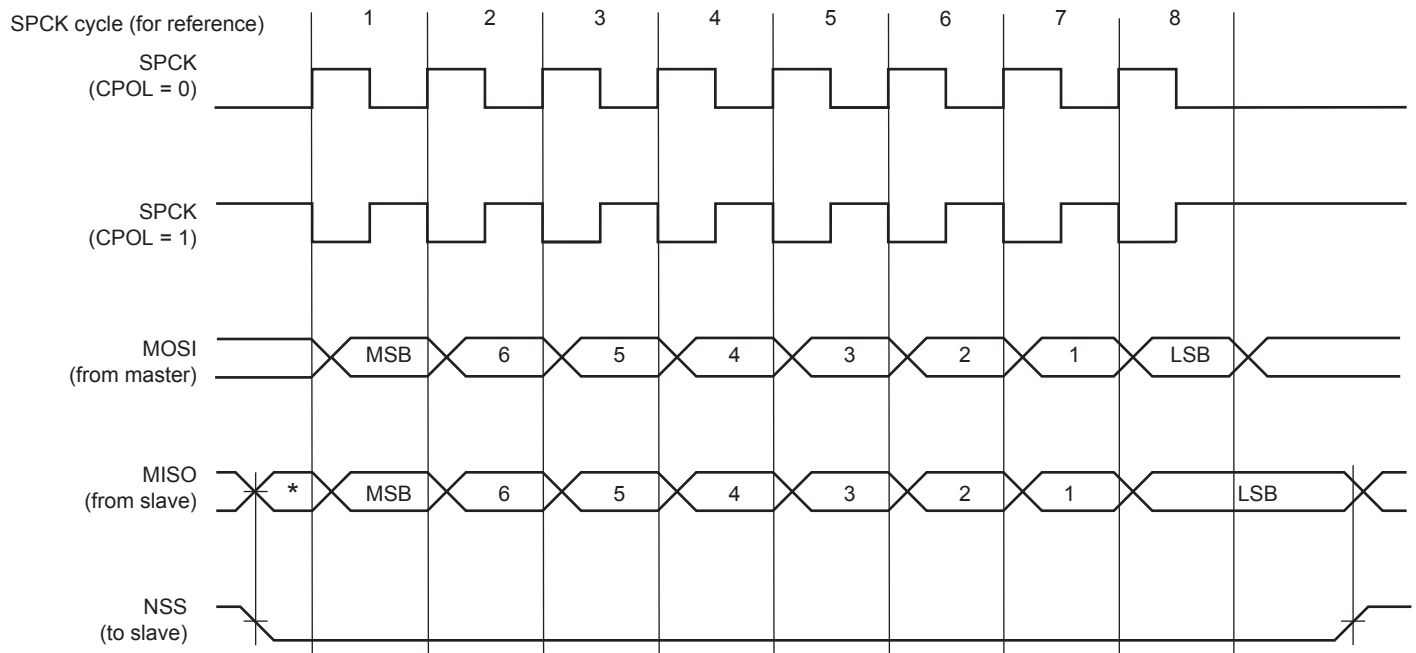 SPCK cycle (for reference) 1 2 3 4 5 6 7 8
SPCK
(CPOL = 0)
SPCK
(CPOL = 1)
MOSI
(from master)
MSB 6 5 4 3 2 1 LSB
MISO
(from slave)
* MSB 6 5 4 3 2 1 LSB
NSS
(to slave)